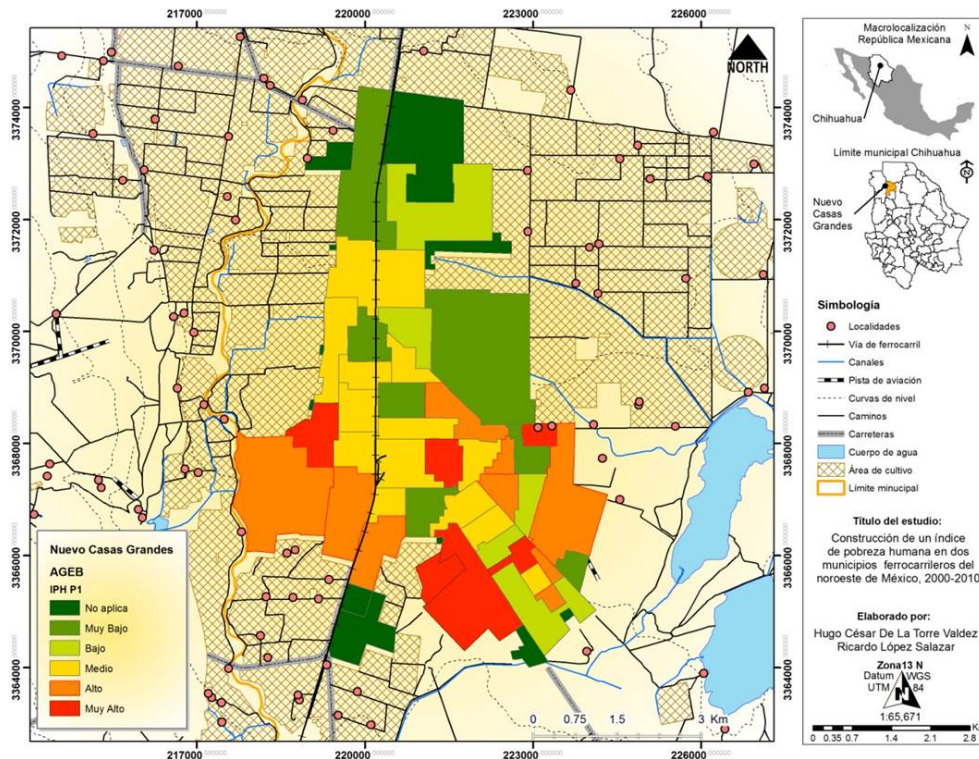 217000
220000
223000
226000
NORTH
3374000
3372000
3370000
3368000
3366000
3364000
3374000
3372000
3370000
3368000
3366000
3364000
Nuevo Casas Grandes
AGEB
IPH P1
No aplica
Muy Bajo
Bajo
Medio
Alto
Muy Alto
0 0.75 1.5 3 Km
217000
220000
223000
226000
Macrolocalización
República Mexicana
N
Chihuahua
Límite municipal Chihuahua
Nuevo
Casas
Grandes
Simbología
Localidades
Vía de ferrocarril
Canales
Pista de aviación
Curvas de nivel
Caminos
Carreteras
Cuerpo de agua
Área de cultivo
Límite minucipal
Título del estudio:
Construcción de un índice
de pobreza humana en dos
municipios ferrocarrileros del
noroeste de México, 2000-2010
Elaborado por:
Hugo César De La Torre Valdez
Ricardo López Salazar
Zona13 N
Datum WGS
UTM N 84
1:65,671
0 0.35 0.7 1.4 2.1 2.8